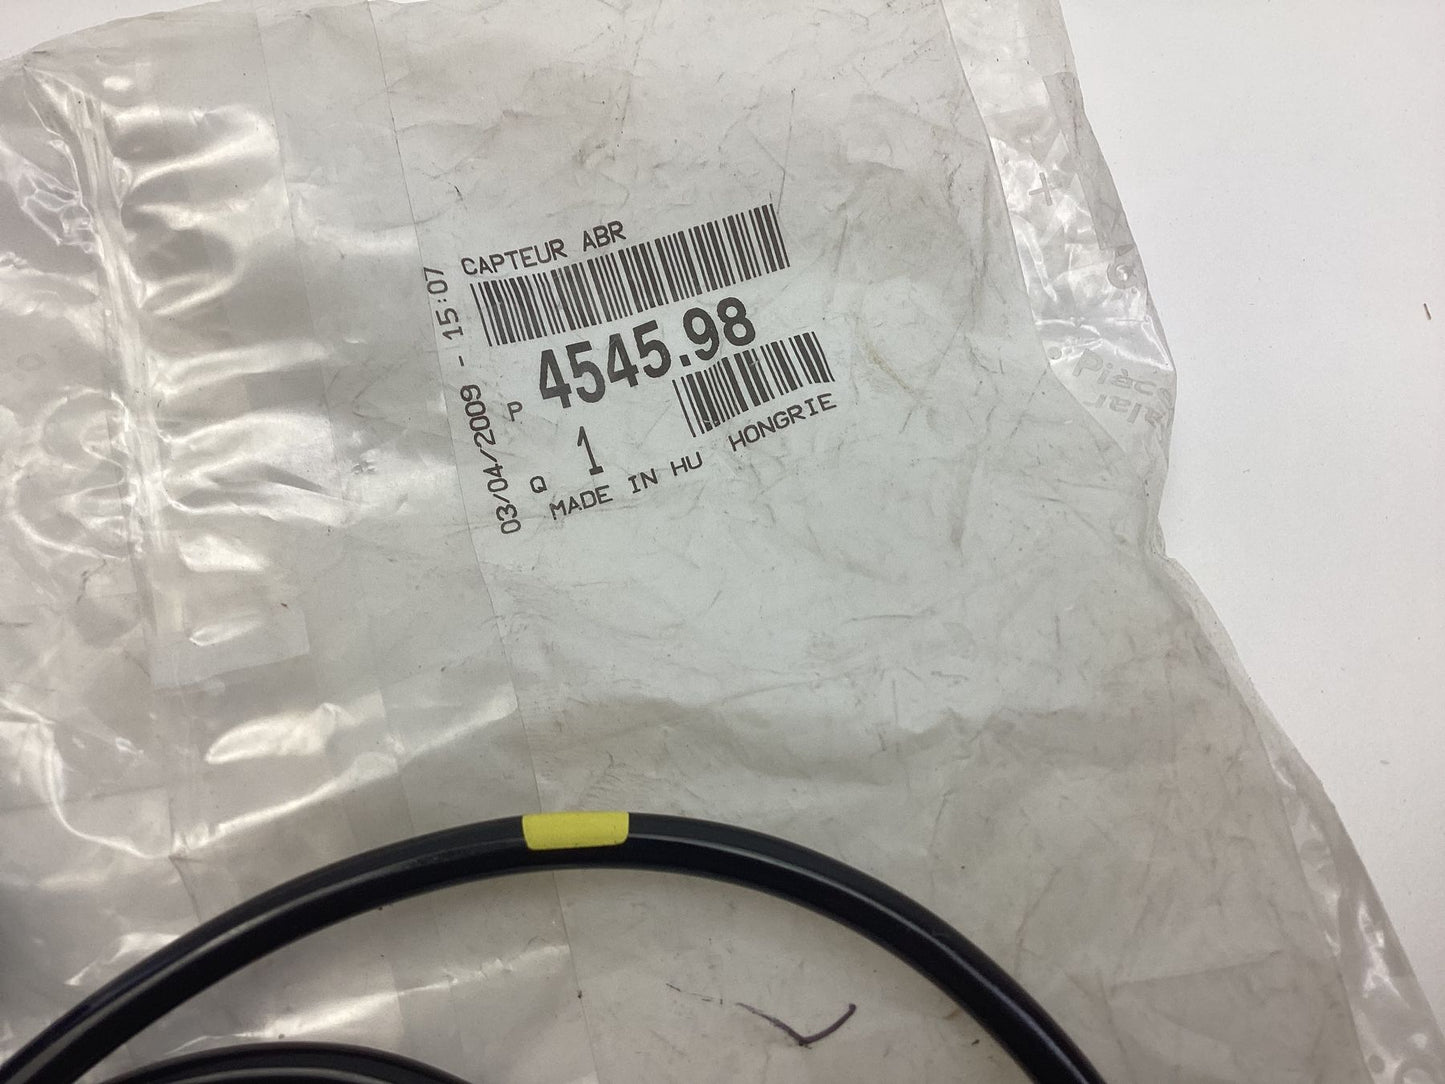 CAPTEUR ABR
P 4545.98
Q 1
MADE IN HU HONGRIE
03/04/2009 - 15:07